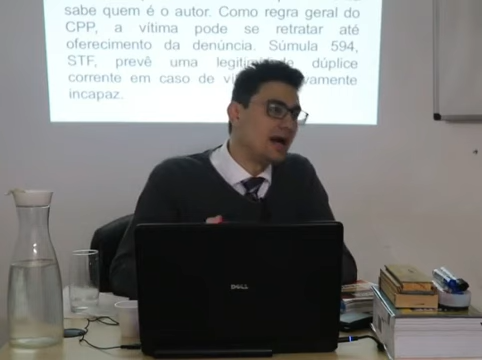 sabe quem é o autor. Como regra geral do
CPP, a vítima pode se retratar até
oferecimento da denúncia. Súmula 594,
STF, prevê uma dúplice
corrente em caso de
incapaz.
DELL